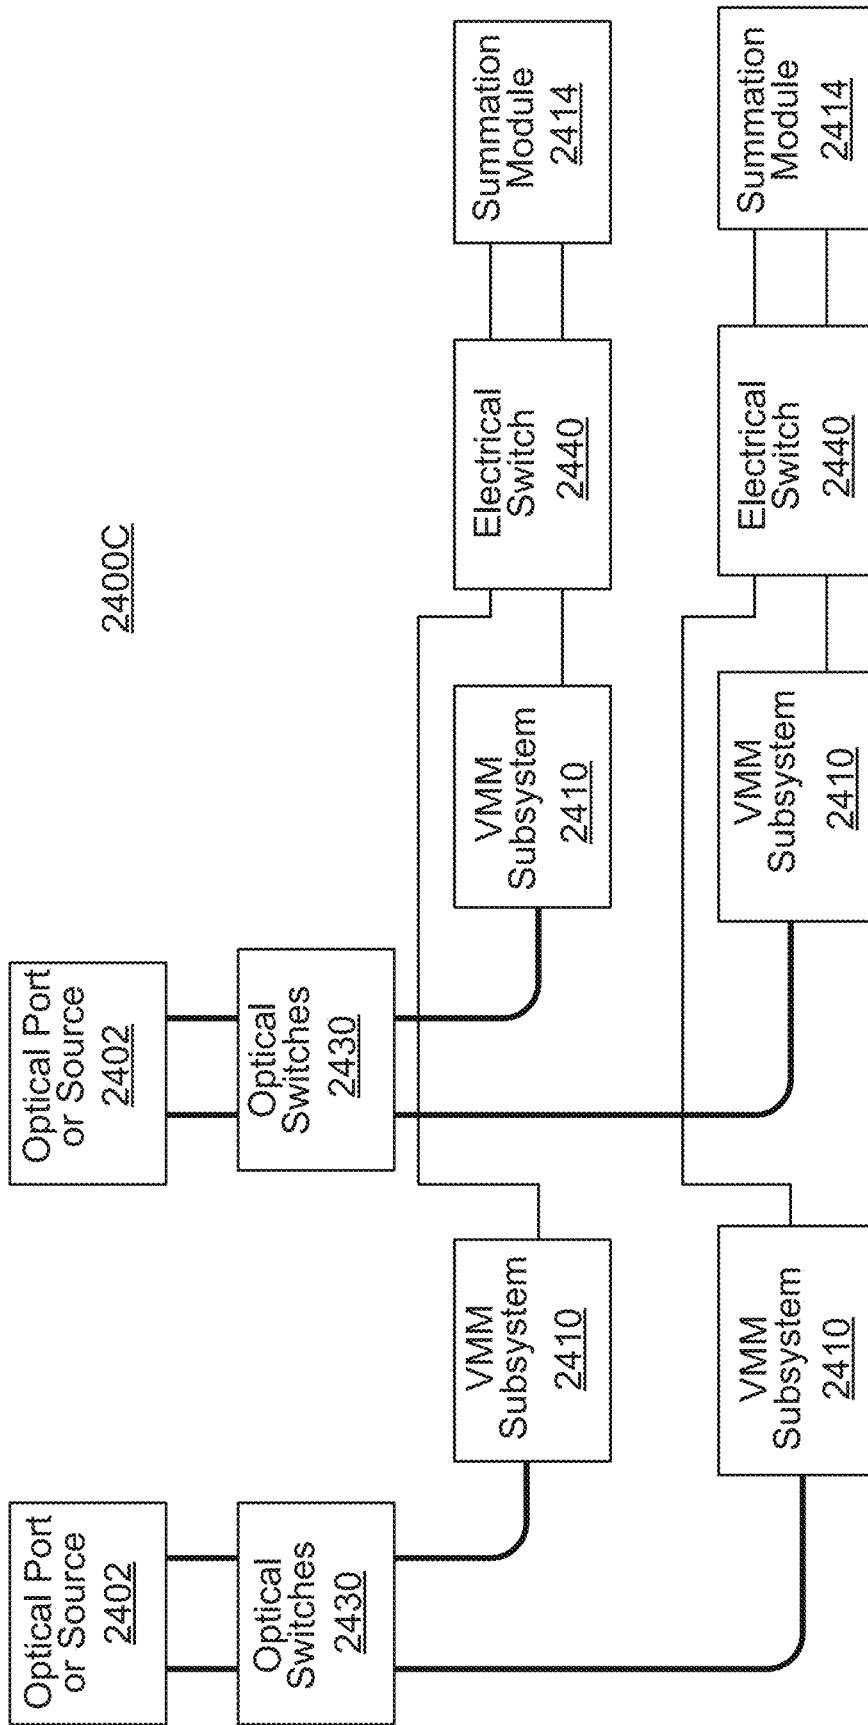 2400C
Optical Port
or Source
2402
Optical Port
or Source
2402
Optical
Switches
2430
Optical
Switches
2430
VMM
Subsystem
2410
VMM
Subsystem
2410
Electrical
Switch
2440
Summation
Module
2414
VMM
Subsystem
2410
VMM
Subsystem
2410
Electrical
Switch
2440
Summation
Module
2414